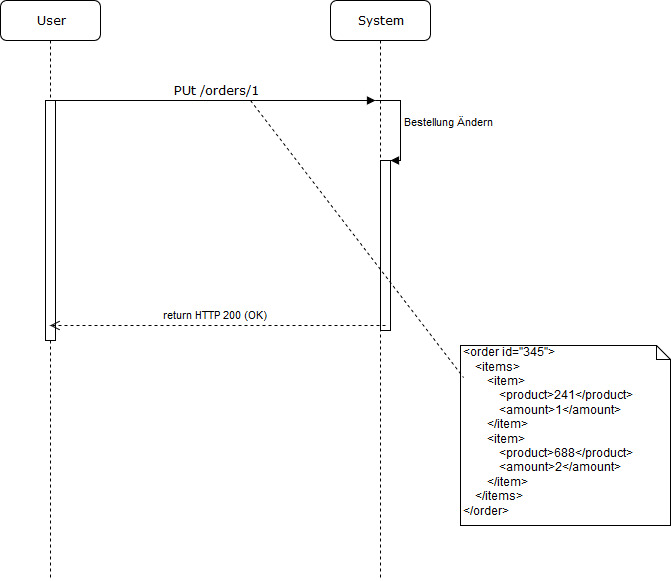 User
System
PUt /orders/1
Bestellung Ändern
return HTTP 200 (OK)
<order id="345">
<items>
<item>
<product>241</product>
<amount>1</amount>
</item>
<item>
<product>688</product>
<amount>2</amount>
</item>
</items>
</order>